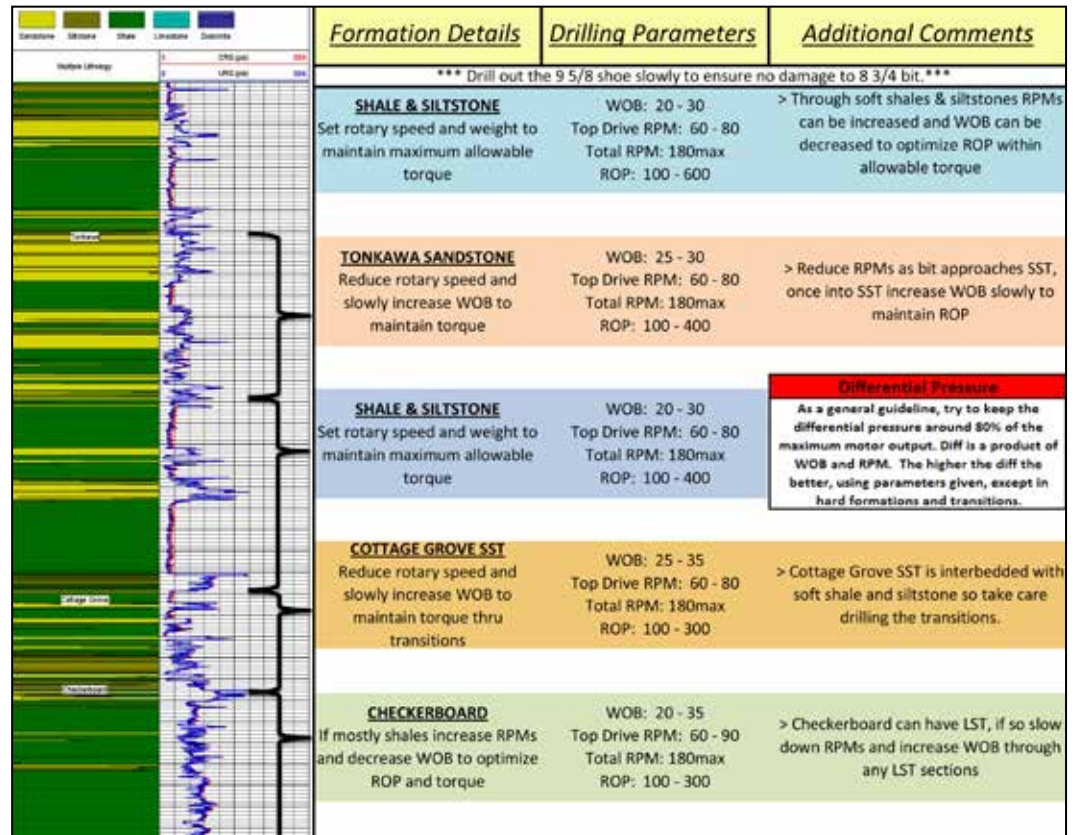 Sandstone Siltstone Shale Limestone Dolomite
Multiple Lithology
Formation Details
Drilling Parameters
Additional Comments
*** Drill out the 9 5/8 shoe slowly to ensure no damage to 8 3/4 bit.***
SHALE & SILTSTONE
Set rotary speed and weight to
maintain maximum allowable
torque
WOB: 20 - 30
Top Drive RPM: 60 - 80
Total RPM: 180max
ROP: 100 - 600
> Through soft shales & siltstones RPMs
can be increased and WOB can be
decreased to optimize ROP within
allowable torque
Tonkawa
TONKAWA SANDSTONE
Reduce rotary speed and
slowly increase WOB to
maintain torque
WOB: 25 - 30
Top Drive RPM: 60 - 80
Total RPM: 180max
ROP: 100 - 400
> Reduce RPMs as bit approaches SST,
once into SST increase WOB slowly to
maintain ROP
SHALE & SILTSTONE
Set rotary speed and weight to
maintain maximum allowable
torque
WOB: 20 - 30
Top Drive RPM: 60 - 80
Total RPM: 180max
ROP: 100 - 400
Differential Pressure
As a general guideline, try to keep the
differential pressure around 80% of the
maximum motor output. Diff is a product of
WOB and RPM. The higher the diff the
better, using parameters given, except in
hard formations and transitions.
Cottage Grove
COTTAGE GROVE SST
Reduce rotary speed and
slowly increase WOB to
maintain torque thru
transitions
WOB: 25 - 35
Top Drive RPM: 60 - 80
Total RPM: 180max
ROP: 100 - 300
> Cottage Grove SST is interbedded with
soft shale and siltstone so take care
drilling the transitions.
Checkerboard
CHECKERBOARD
If mostly shales increase RPMs
and decrease WOB to optimize
ROP and torque
WOB: 20 - 35
Top Drive RPM: 60 - 90
Total RPM: 180max
ROP: 100 - 300
> Checkerboard can have LST, if so slow
down RPMs and increase WOB through
any LST sections